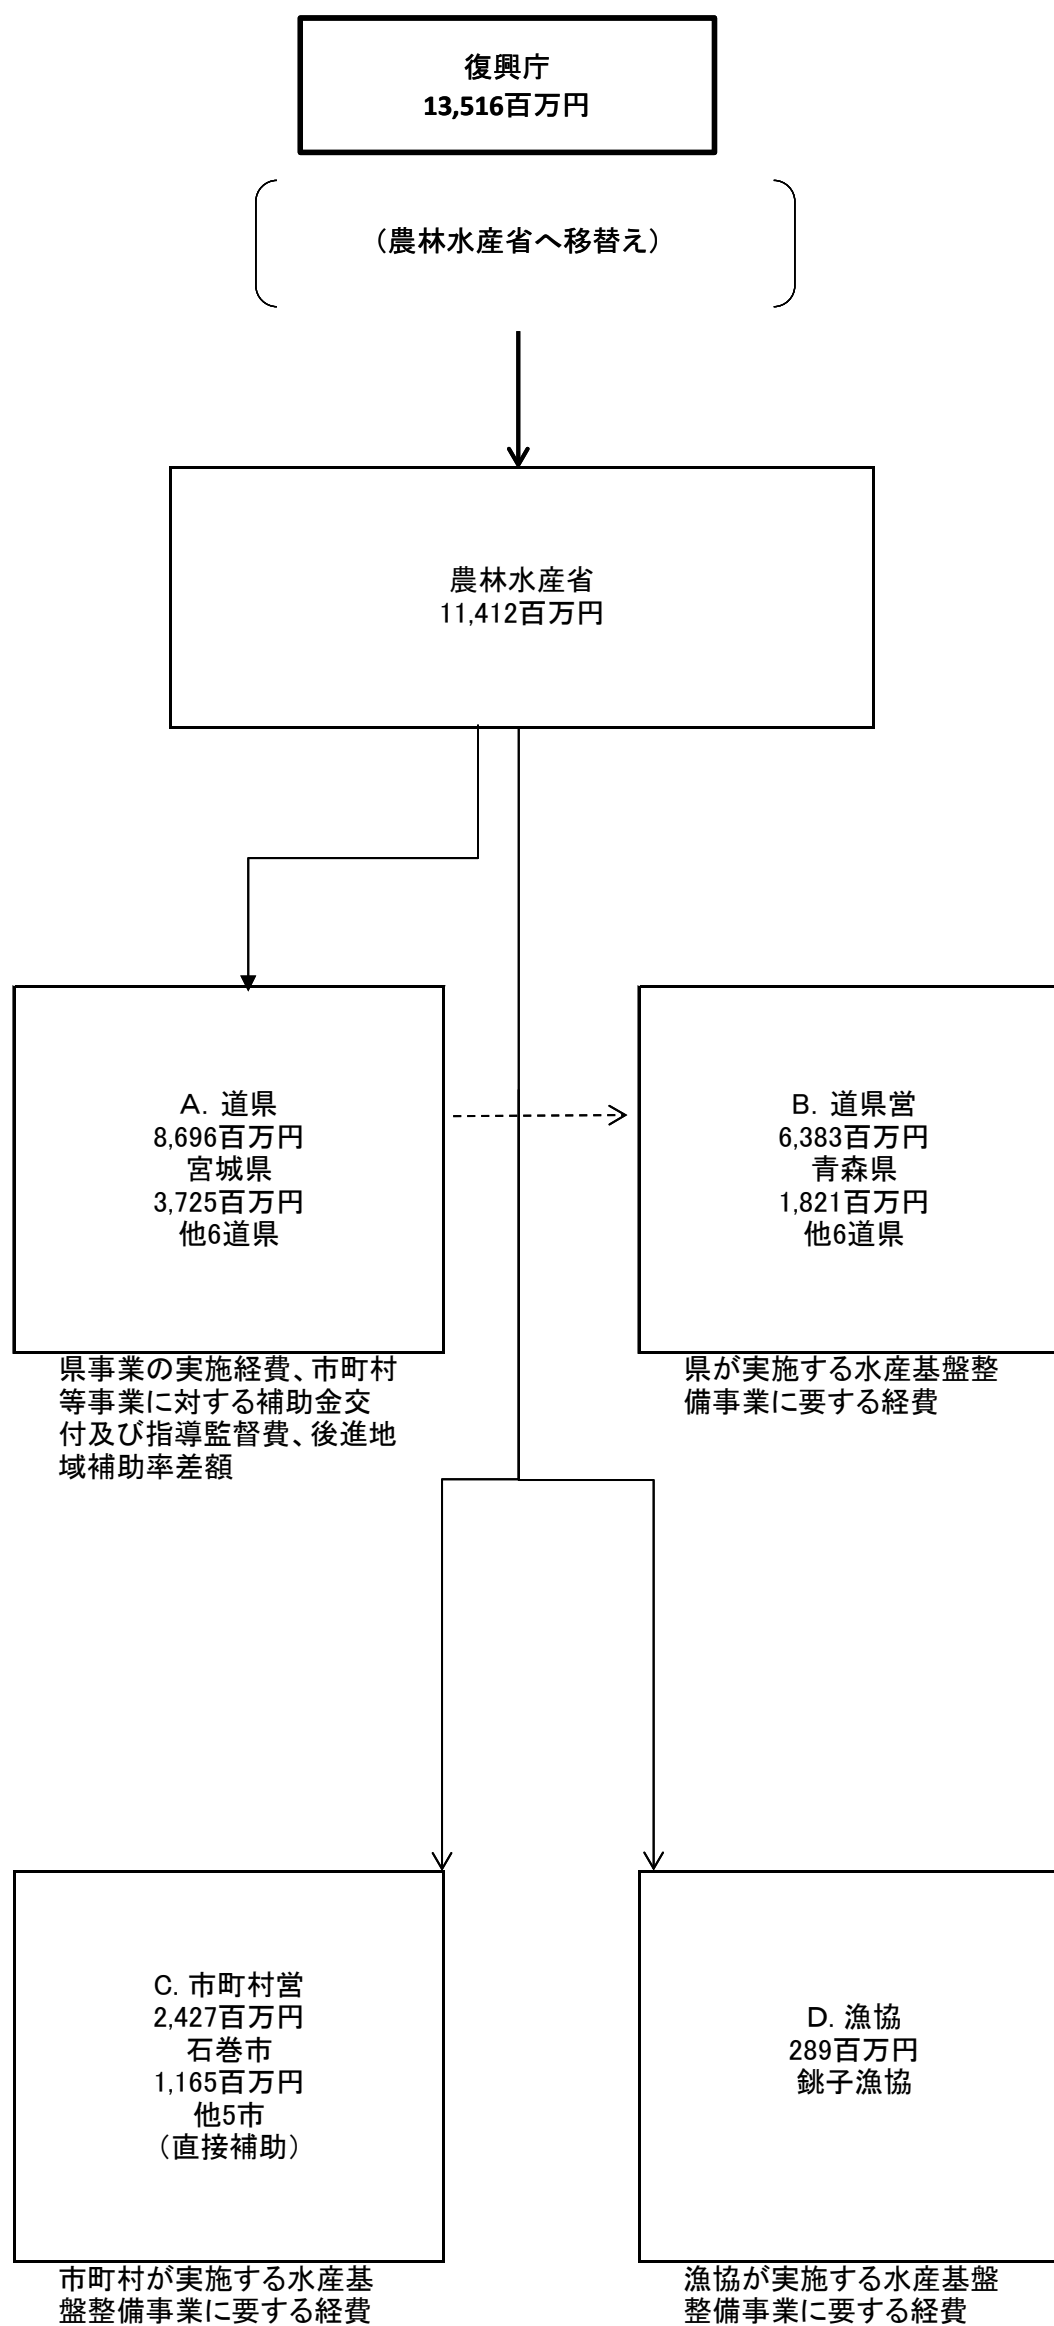 復興庁
13,516百万円
(農林水産省へ移替え)
農林水産省
11,412百万円
A. 道県
8,696百万円
宮城県
3,725百万円
他6道県
県事業の実施経費、市町村
等事業に対する補助金交
付及び指導監督費、後進地
域補助率差額
B. 道県営
6,383百万円
青森県
1,821百万円
他6道県
県が実施する水産基盤整
備事業に要する経費
C. 市町村営
2,427百万円
石巻市
1,165百万円
他5市
（直接補助）
市町村が実施する水産基
盤整備事業に要する経費
D. 漁協
289百万円
銚子漁協
漁協が実施する水産基盤
整備事業に要する経費